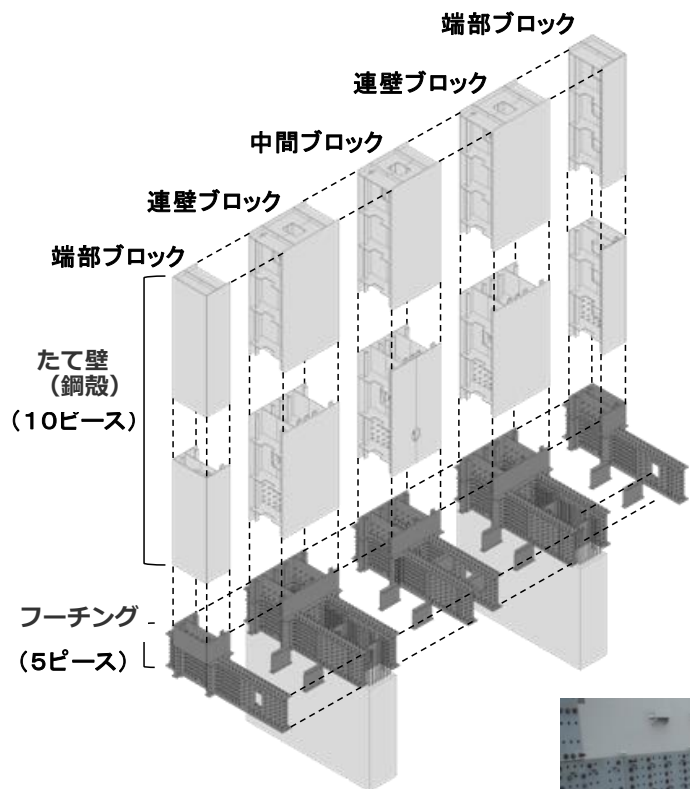 端部ブロック
連壁ブロック
中間ブロック
連壁ブロック
端部ブロック
たて壁
（鋼殻）
（10ピース）
フーチング
（5ピース）